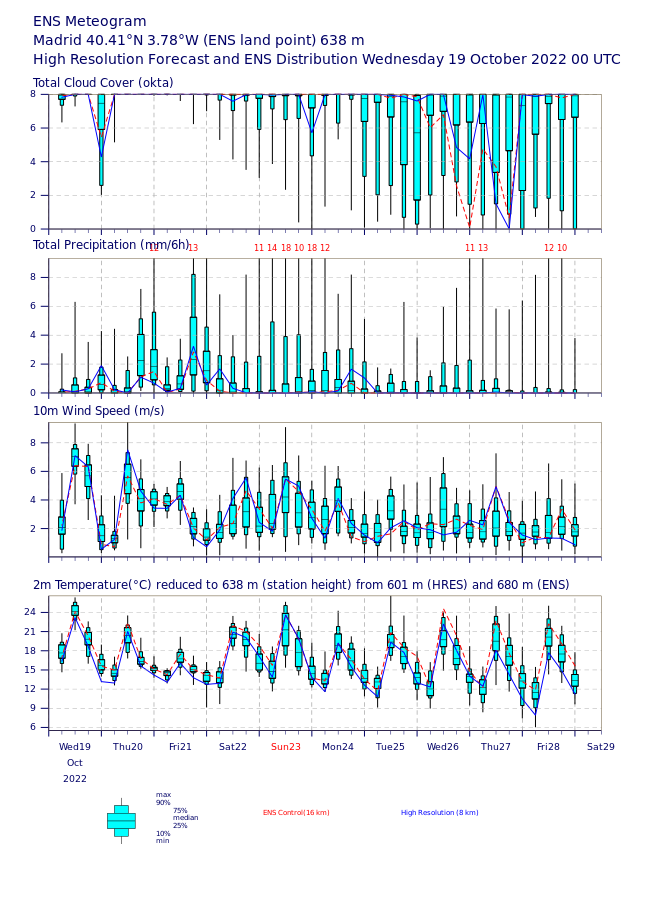 ENS Meteogram
Madrid 40.41°N 3.78°W (ENS land point) 638 m
High Resolution Forecast and ENS Distribution Wednesday 19 October 2022 00 UTC
Total Cloud Cover (okta)
8
6
4
2
0
Total Precipitation (mm/6h)
12 13 11 14 18 10 18 12 11 13 12 10
8
6
4
2
0
10m Wind Speed (m/s)
8
6
4
2
2m Temperature(°C) reduced to 638 m (station height) from 601 m (HRES) and 680 m (ENS)
24
21
18
15
12
9
6
Wed19 Thu20 Fri21 Sat22 Sun23 Mon24 Tue25 Wed26 Thu27 Fri28 Sat29
Oct
2022
max
90%
75%
median
25%
10%
min
ENS Control(16 km)
High Resolution (8 km)